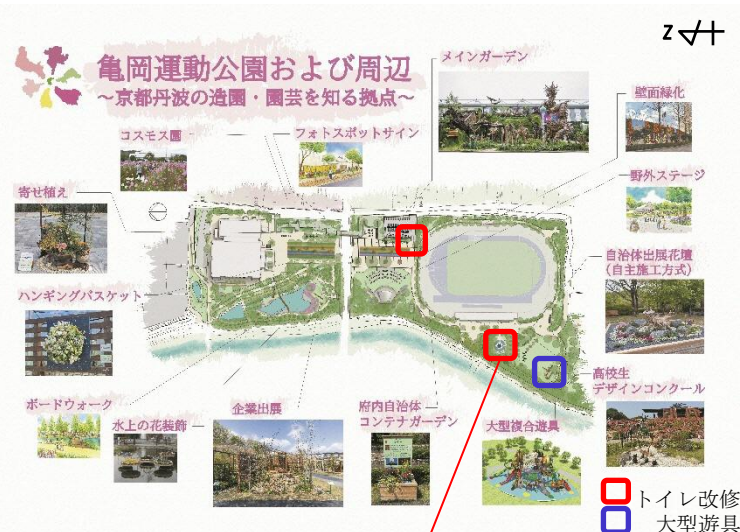 Z
亀岡運動公園および周辺
～京都丹波の造園・園芸を知る拠点～
メインガーデン
コスモス園
フォトスポットサイン
壁面緑化
寄せ植え
野外ステージ
自治体出展花壇
(自主施工方式)
ハンギングバスケット
高校生
デザインコンクール
ボードウォーク
水上の花装飾
企業出展
府内自治体
コンテナガーデン
大型複合遊具
トイレ改修
大型遊具